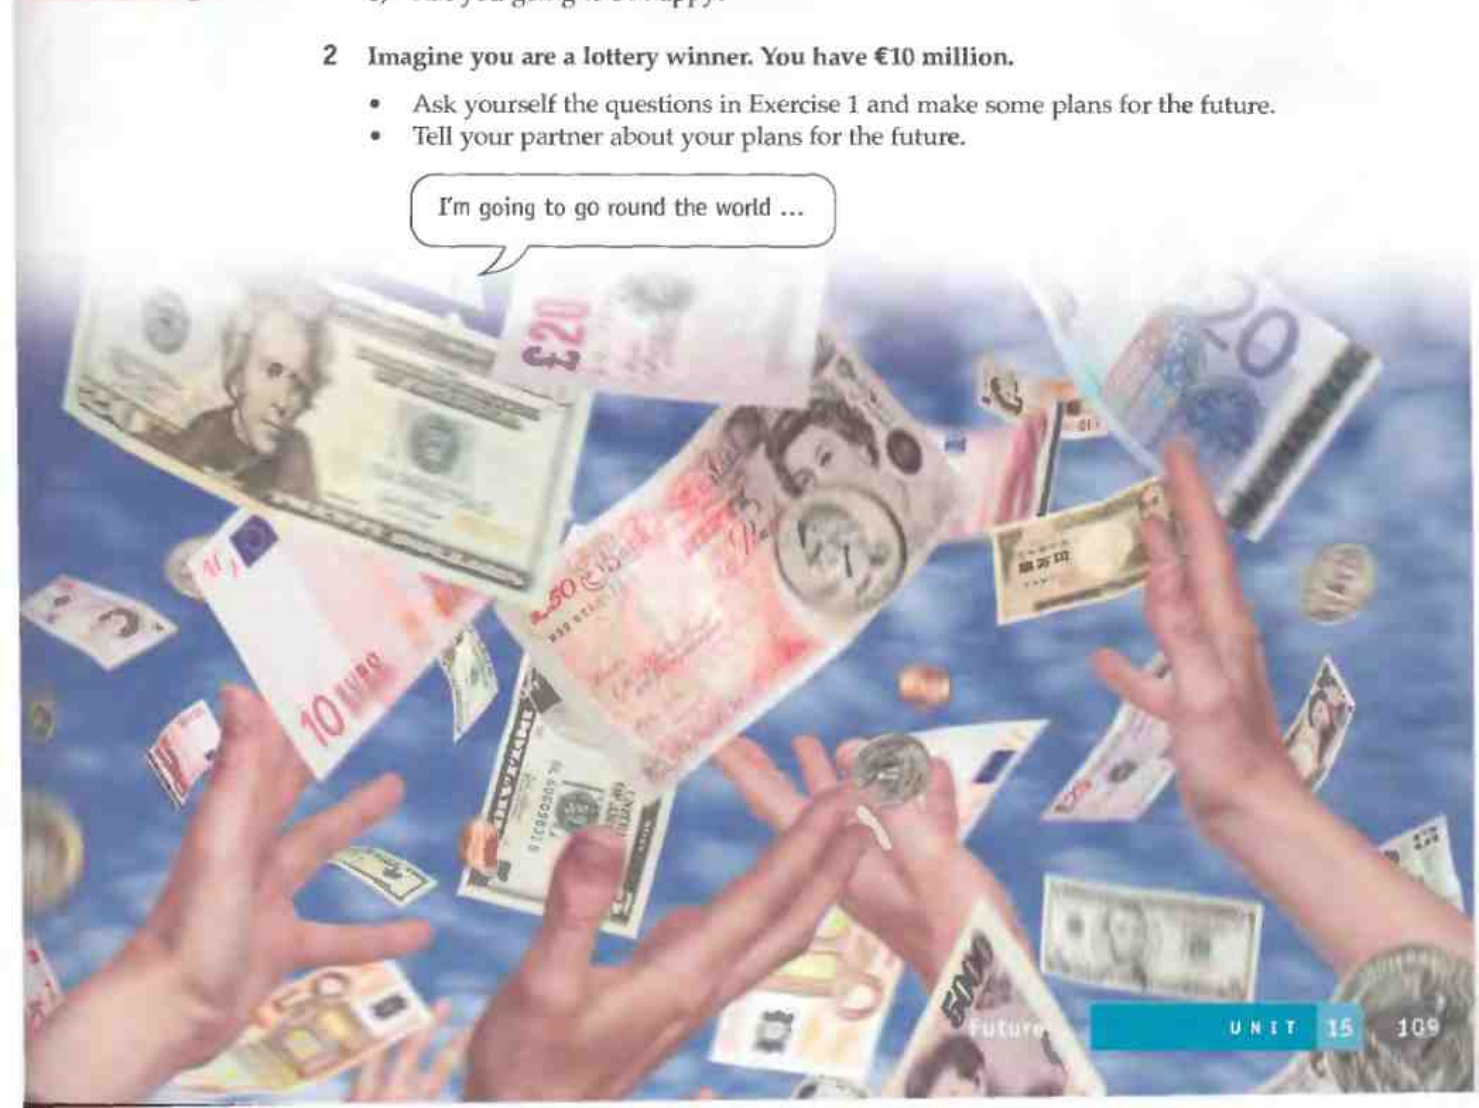 2 Imagine you are a lottery winner. You have €10 million.
• Ask yourself the questions in Exercise 1 and make some plans for the future.
• Tell your partner about your plans for the future.
I'm going to go round the world ...
£20
20
10 EURO
50
5000
Future
UNIT 15 109